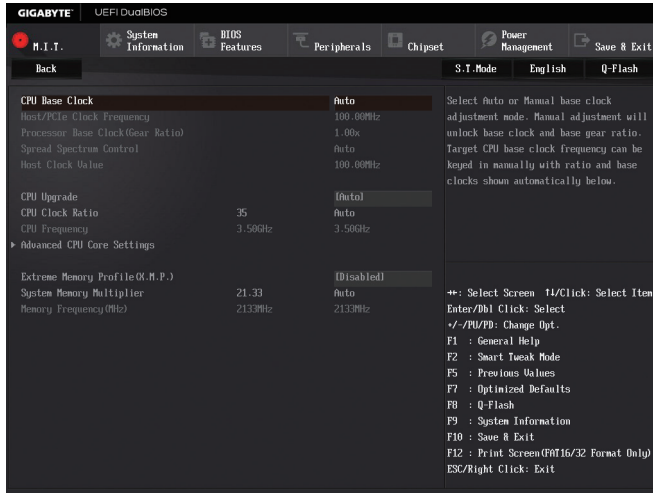 GIGABYTE™ UEFI DualBIOS
M.I.T.
System Information
BIOS Features
Peripherals
Chipset
Power Management
Save & Exit
Back
S.T.Mode English Q-Flash
CPU Base Clock Auto
Host/PCIe Clock Frequency 100.00MHz
Processor Base Clock(Gear Ratio) 1.00x
Spread Spectrum Control Auto
Host Clock Value 100.00MHz
CPU Upgrade [Auto]
CPU Clock Ratio 35 Auto
CPU Frequency 3.50GHz 3.50GHz
Advanced CPU Core Settings
Extreme Memory Profile(X.M.P.) [Disabled]
System Memory Multiplier 21.33 Auto
Memory Frequency(MHz) 2133MHz 2133MHz
Select Auto or Manual base clock
adjustment mode. Manual adjustment will
unlock base clock and base gear ratio.
Target CPU base clock frequency can be
keyed in manually with ratio and base
clocks shown automatically below.
→←: Select Screen ↑↓/Click: Select Item
Enter/Dbl Click: Select
+/-/PU/PD: Change Opt.
F1 : General Help
F2 : Smart Tweak Mode
F5 : Previous Values
F7 : Optimized Defaults
F8 : Q-Flash
F9 : System Information
F10 : Save & Exit
F12 : Print Screen(FAT16/32 Format Only)
ESC/Right Click: Exit